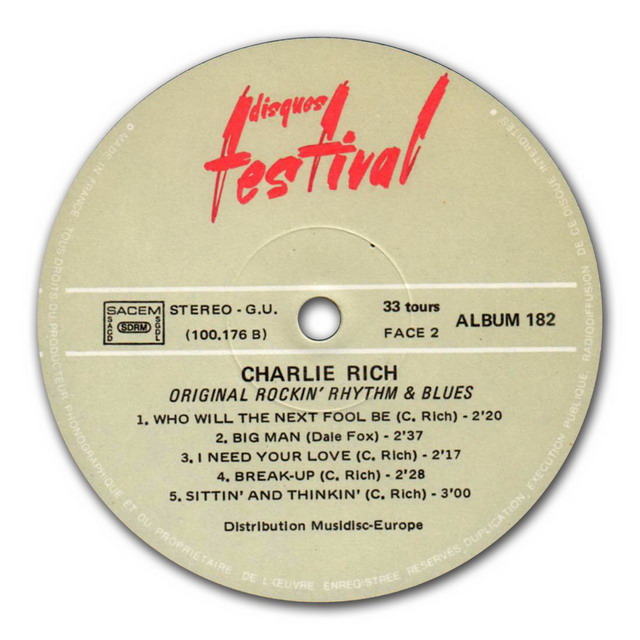 disques
festival
SACEM
SACD
SDRM
SGDL
STEREO - G.U.
(100.176 B)
33 tours
FACE 2
ALBUM 182
CHARLIE RICH
ORIGINAL ROCKIN' RHYTHM & BLUES
1. WHO WILL THE NEXT FOOL BE (C. Rich) - 2'20
2. BIG MAN (Dale Fox) - 2'37
3. I NEED YOUR LOVE (C. Rich) - 2'17
4. BREAK-UP (C. Rich) - 2'28
5. SITTIN' AND THINKIN' (C. Rich) - 3'00
Distribution Musidisc-Europe
MADE IN FRANCE. TOUS DROITS DU PRODUCTEUR PHONOGRAPHIQUE ET DU PROPRIETAIRE DE L'ŒUVRE ENREGISTREE RESERVES. DUPLICATION, EXECUTION PUBLIQUE, RADIODIFFUSION DE CE DISQUE INTERDITES